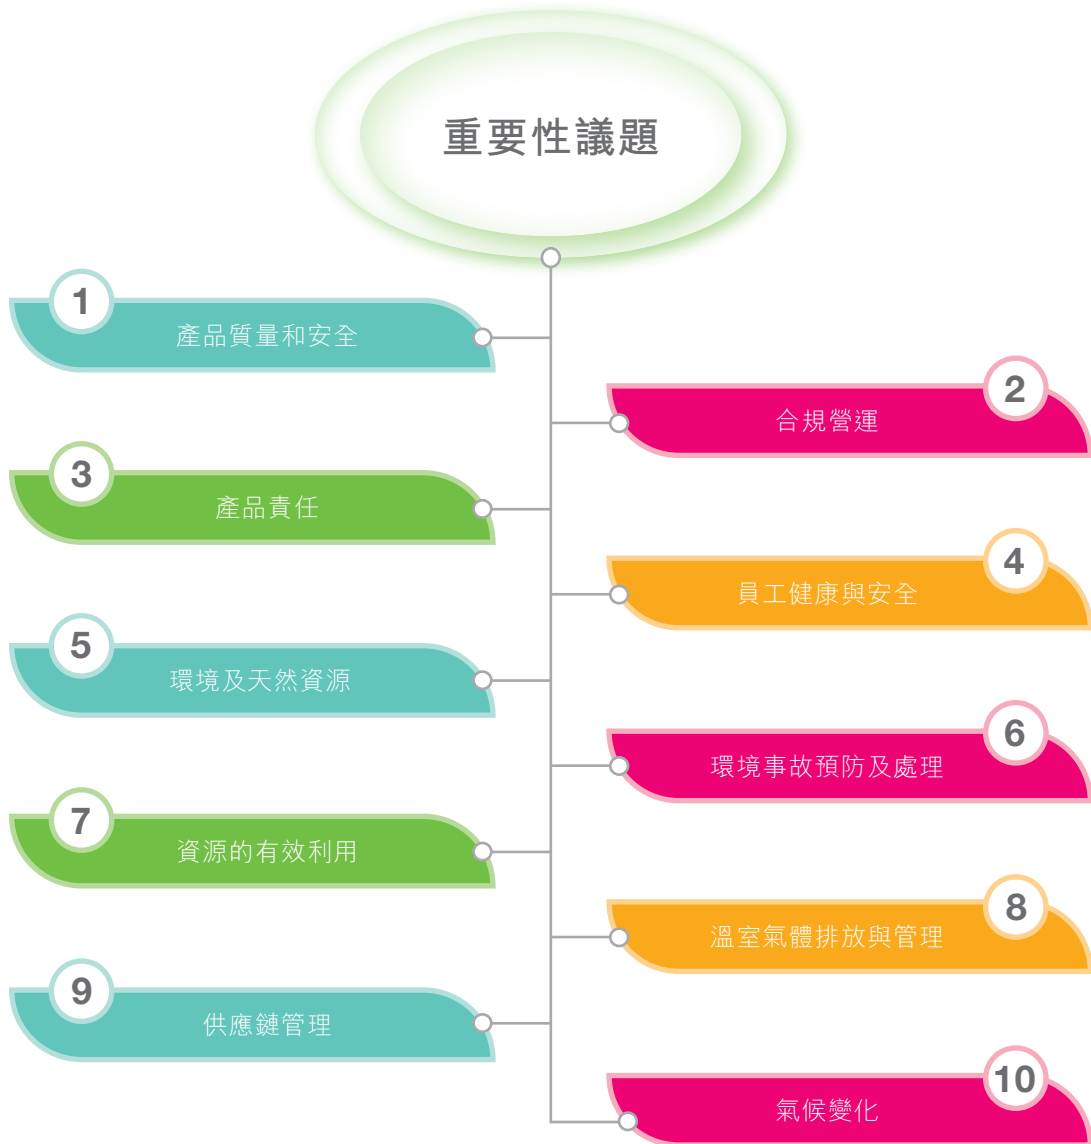 重要性議題
1
產品質量和安全
2
合規營運
3
產品責任
4
員工健康與安全
5
環境及天然資源
6
環境事故預防及處理
7
資源的有效利用
8
溫室氣體排放與管理
9
供應鏈管理
10
氣候變化